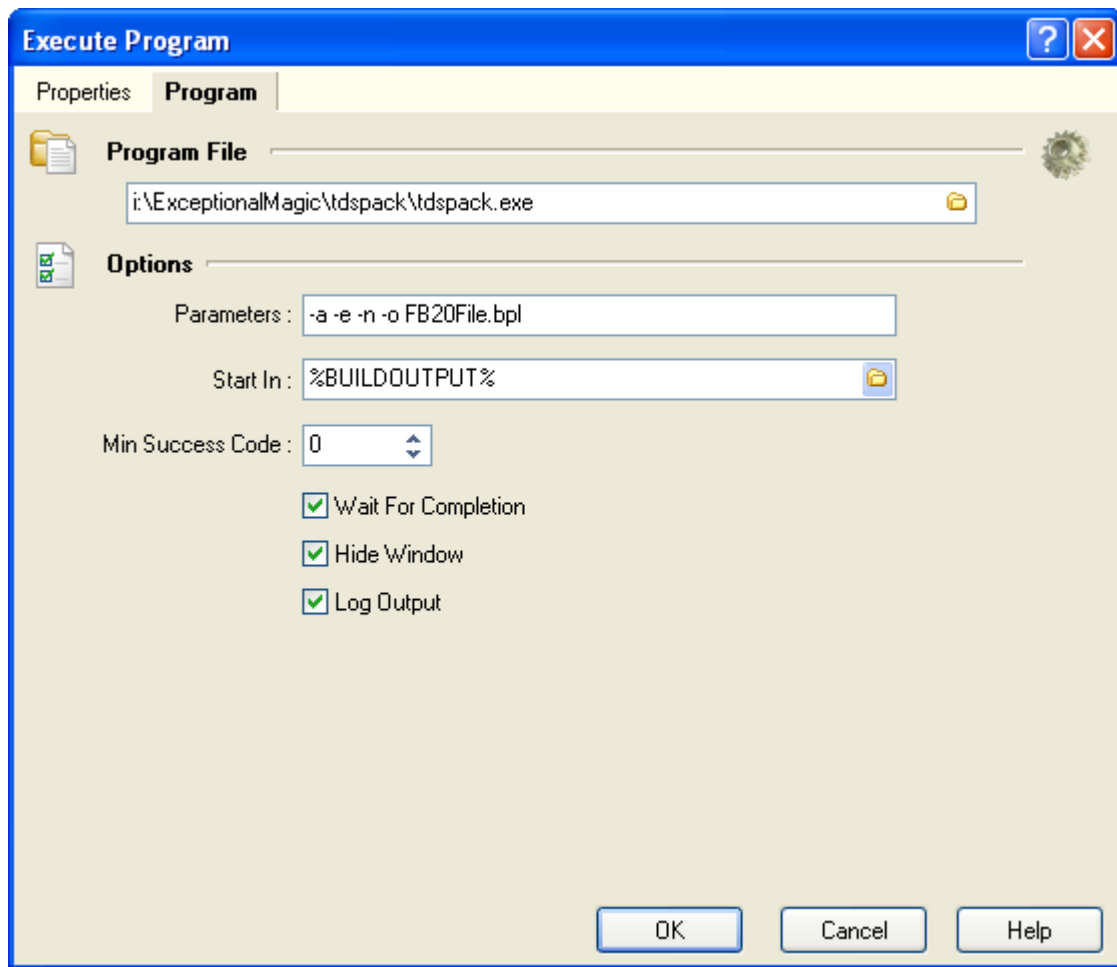 Execute Program
?
Properties Program
Program File
i:\ExceptionalMagic\tdspack\tdspack.exe
Options
Parameters : -a -e -n -o FB20File.bpl
Start In : %BUILDOUTPUT%
Min Success Code : 0
Wait For Completion
Hide Window
Log Output
OK Cancel Help